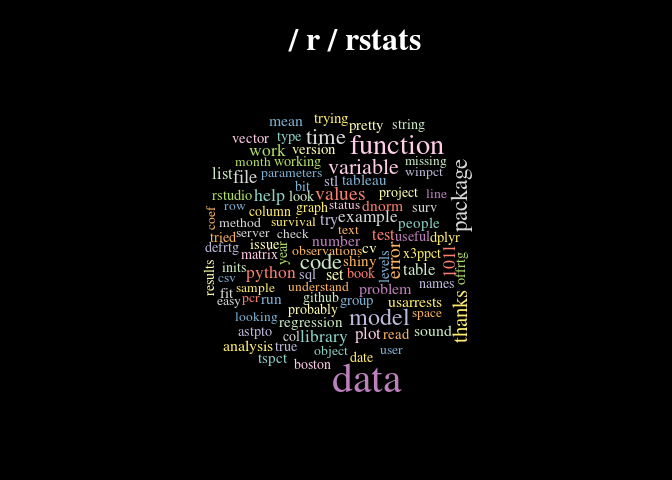 / r / rstats
mean trying pretty string
vector type time function
work version
month working variable missing
list file parameters winpct
bit stl tableau
rstudio help look values project line package
row column graph status dnorm surv
coef method survival try example people
tried server check text test useful dplyr
defrtg issue number
matrix year observations cv error x3ppct
results inits python code shiny levels table 1011 offrtg
csv sql set book
sample understand problem names
fit easy pcr run github group usarrests
looking probably model space thanks
astpto regression plot read sound
col library
analysis true object date user
tspct boston
data